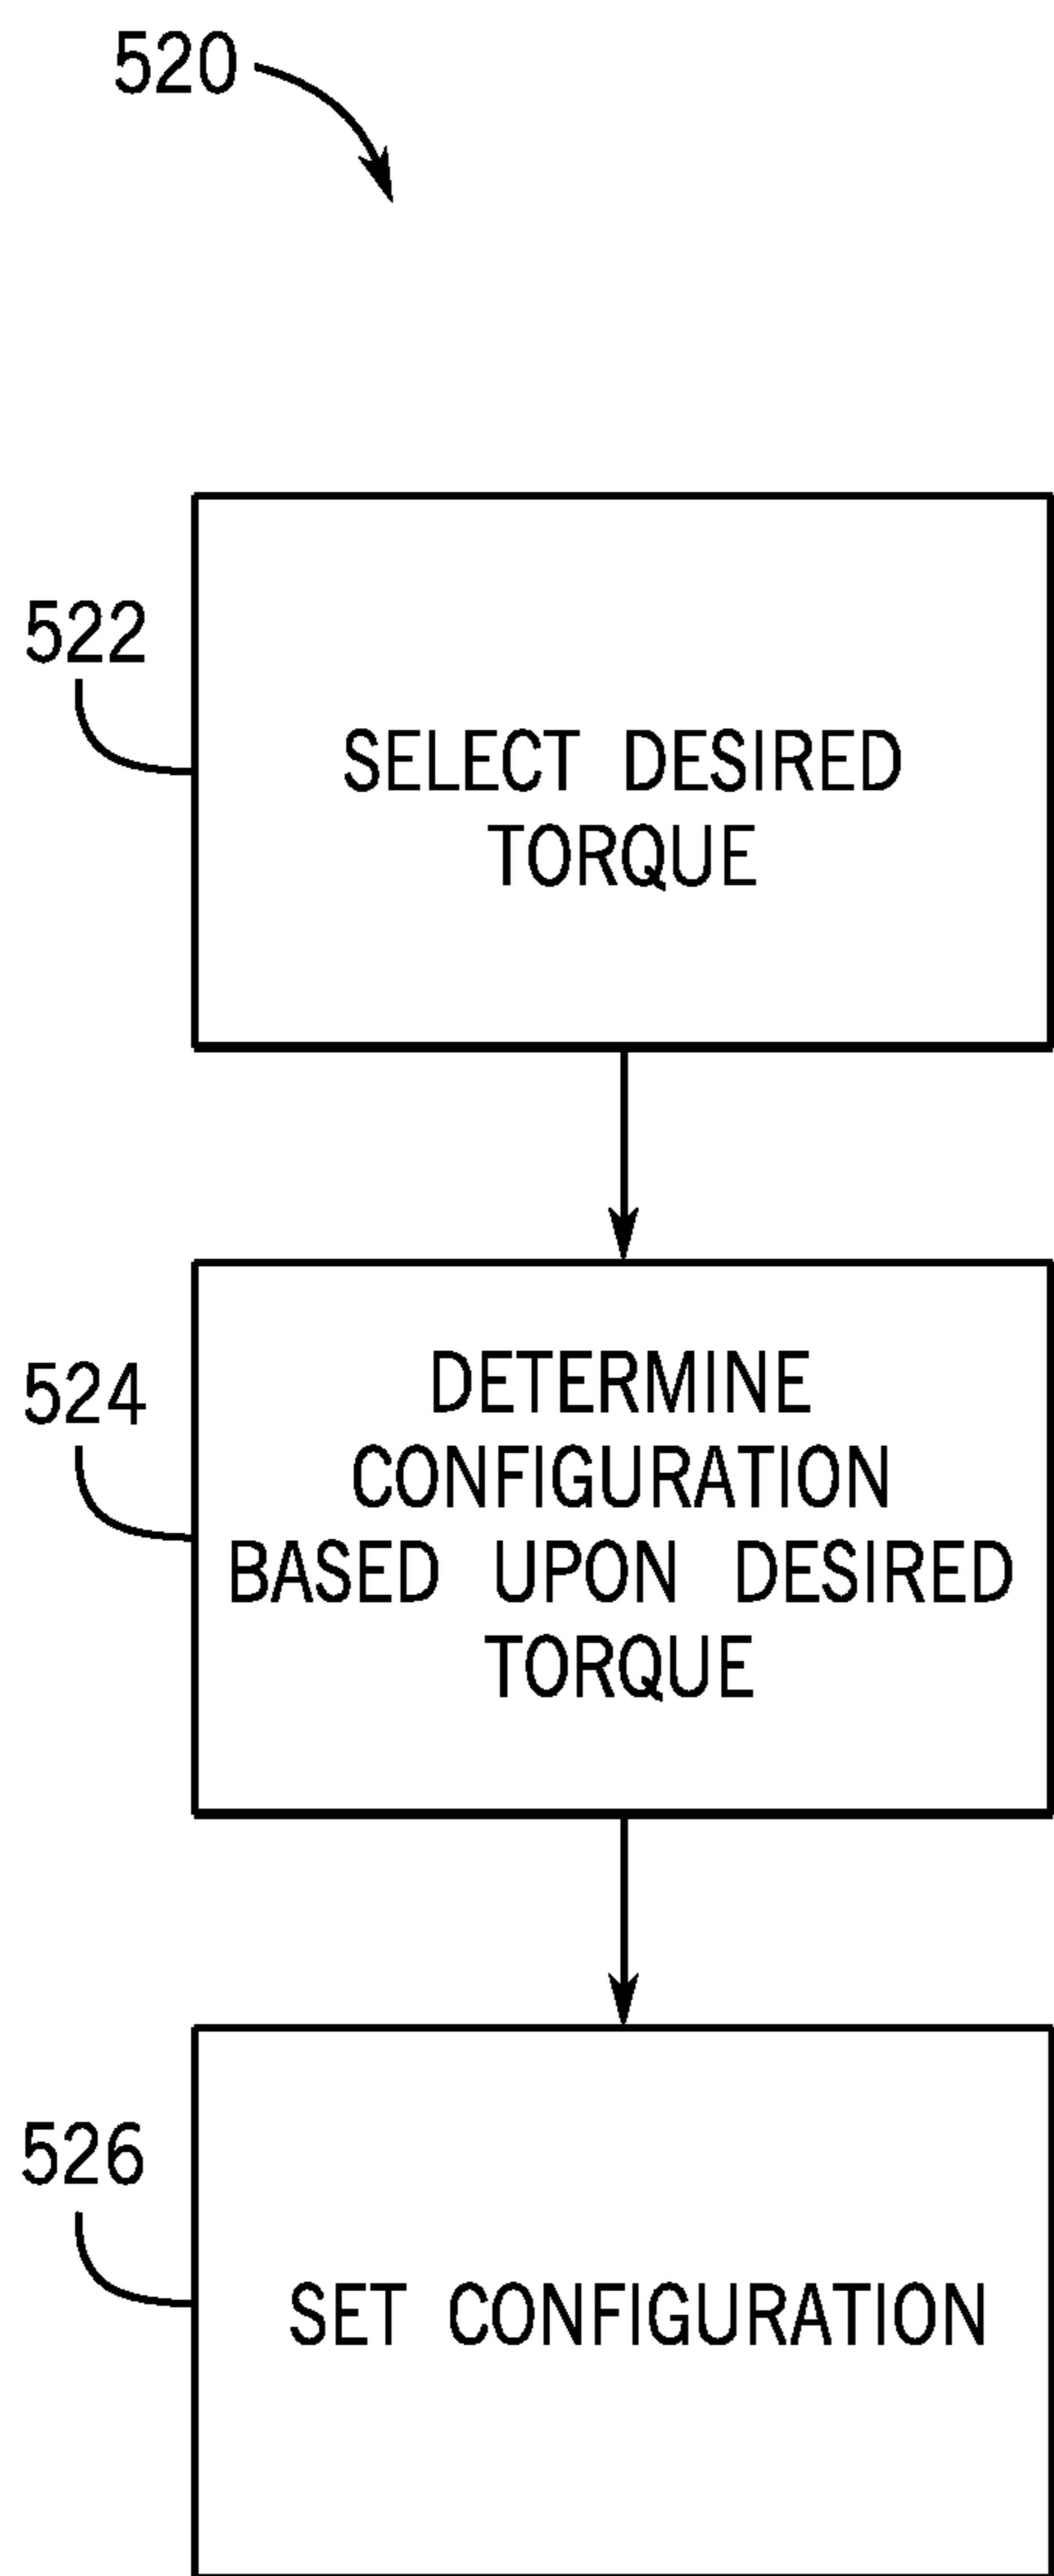 520
522
SELECT DESIRED
TORQUE
524
DETERMINE
CONFIGURATION
BASED UPON DESIRED
TORQUE
526
SET CONFIGURATION